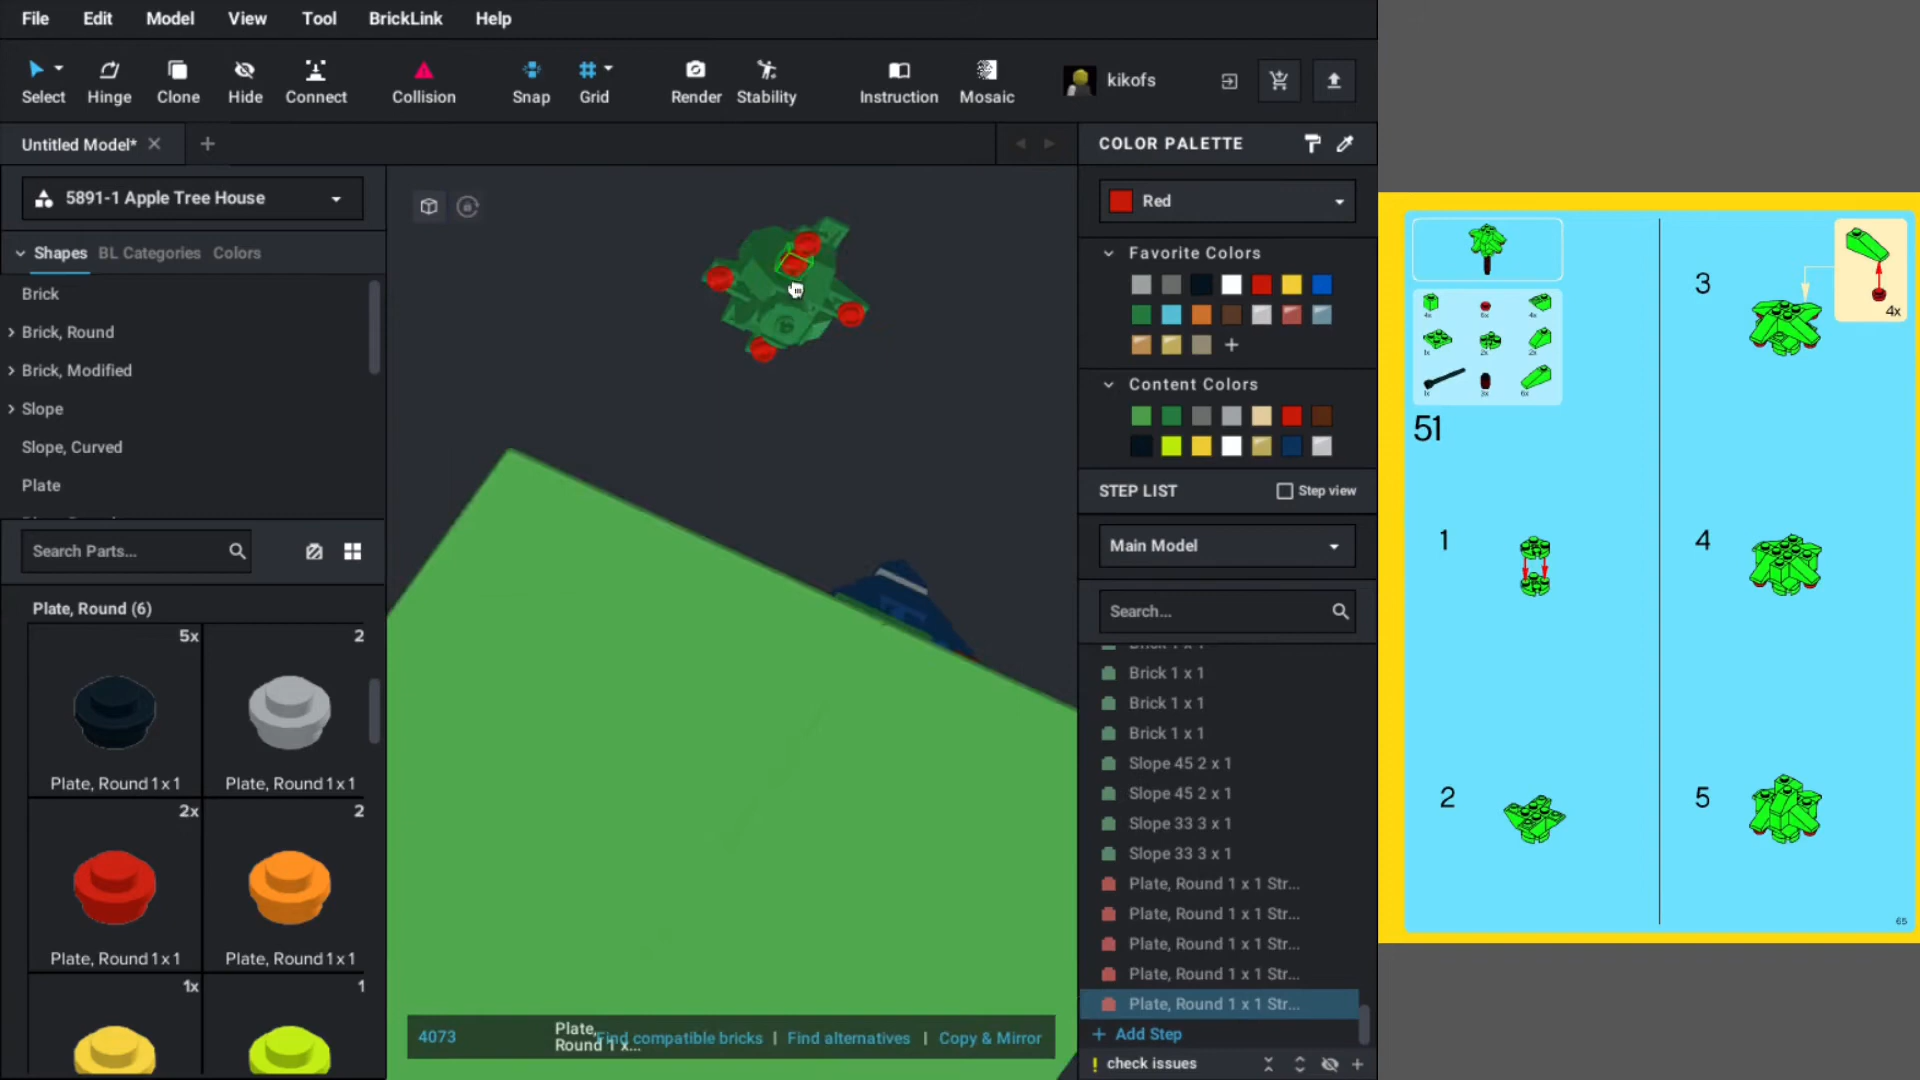 File Edit Model View Tool BrickLink Help
Select Hinge Clone Hide Connect Collision Snap Grid Render Stability Instruction Mosaic kikofs
Untitled Model*
5891-1 Apple Tree House
Shapes BL Categories Colors
Brick
Brick, Round
Brick, Modified
Slope
Slope, Curved
Plate
Search Parts...
Plate, Round (6)
5x 2
Plate, Round 1 x 1 Plate, Round 1 x 1
2x 2
Plate, Round 1 x 1 Plate, Round 1 x 1
1x 1
4073 Plate, Round 1 x... Find compatible bricks | Find alternatives | Copy & Mirror
COLOR PALETTE
Red
Favorite Colors
Content Colors
STEP LIST Step view
Main Model
Search...
Brick 1 x 1
Brick 1 x 1
Brick 1 x 1
Brick 1 x 1
Slope 45 2 x 1
Slope 45 2 x 1
Slope 33 3 x 1
Slope 33 3 x 1
Plate, Round 1 x 1 Str...
Plate, Round 1 x 1 Str...
Plate, Round 1 x 1 Str...
Plate, Round 1 x 1 Str...
Plate, Round 1 x 1 Str...
+ Add Step
! check issues
51
1
2
3
4x
4
5
65